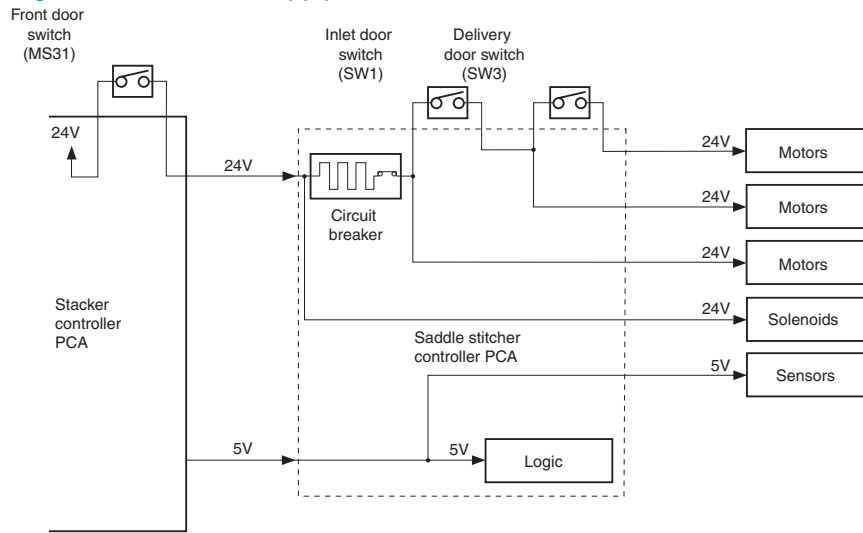 Front door
switch
(MS31)
Inlet door
switch
(SW1)
Delivery
door switch
(SW3)
24V
24V
24V
Motors
Circuit
breaker
24V
Motors
24V
Motors
Stacker
controller
PCA
24V
Solenoids
Saddle stitcher
controller PCA
5V
Sensors
5V
5V
Logic